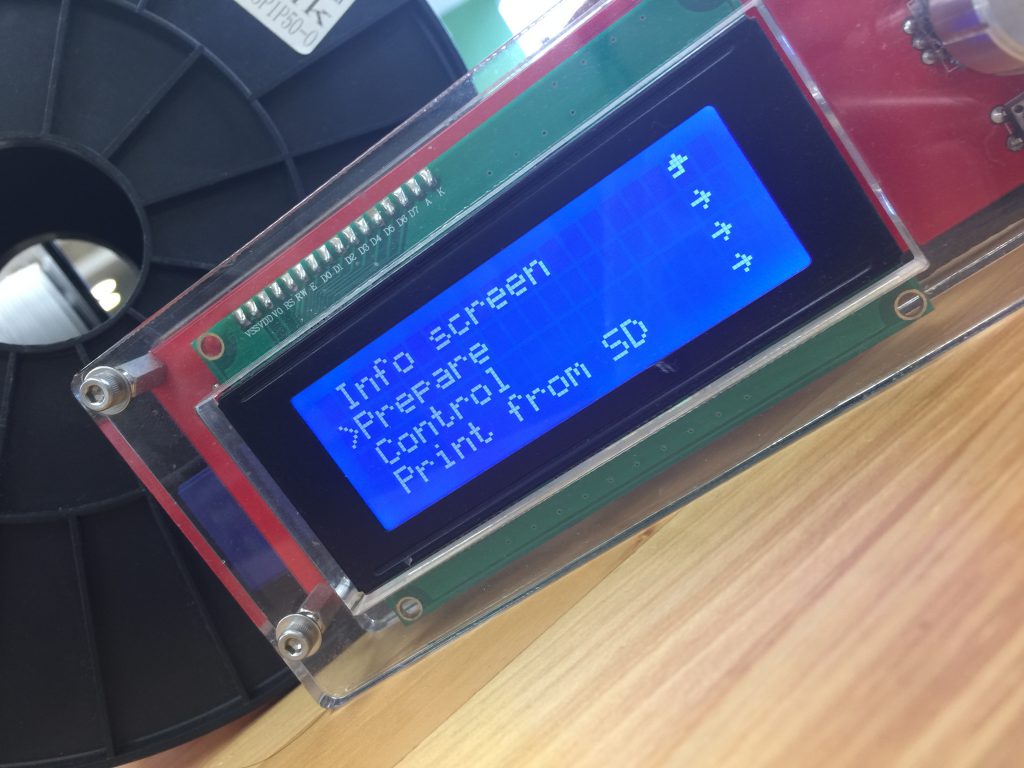 VSS VDD V0 RS RW E D0 D1 D2 D3 D4 D5 D6 D7 A K
Info screen
>Prepare
Control
Print from SD